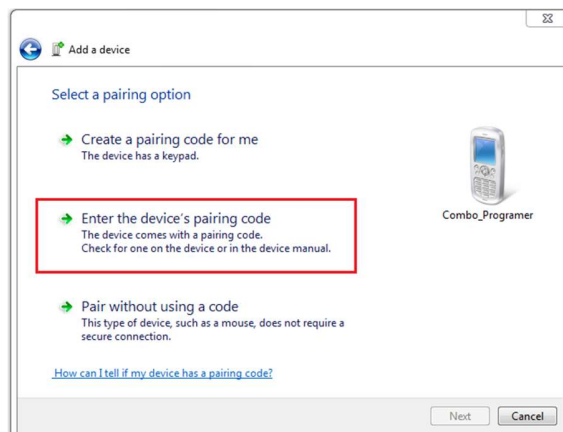 Add a device
Select a pairing option
Create a pairing code for me
The device has a keypad.
Enter the device's pairing code
The device comes with a pairing code.
Check for one on the device or in the device manual.
Combo_Programer
Pair without using a code
This type of device, such as a mouse, does not require a
secure connection.
How can I tell if my device has a pairing code?
Next
Cancel